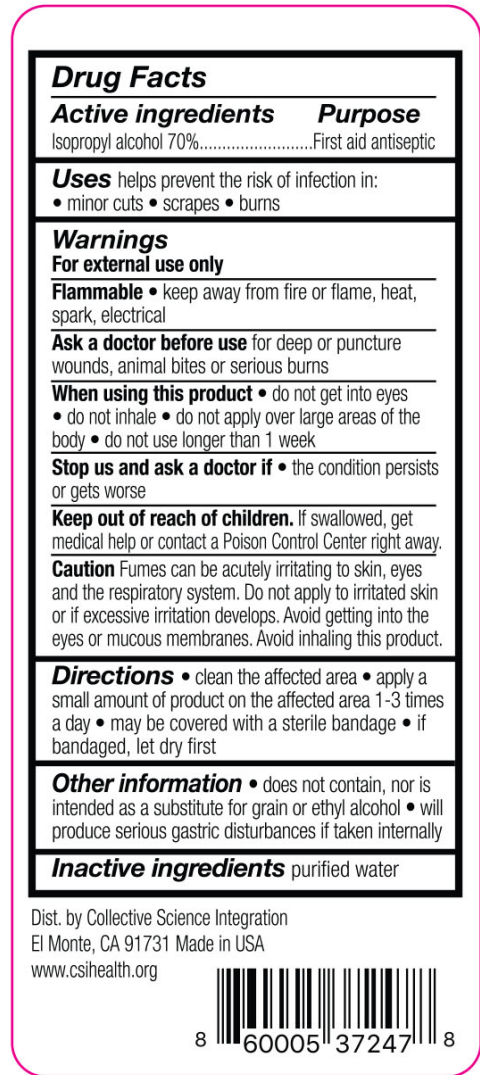 Drug Facts
Active ingredients Purpose
Isopropyl alcohol 70%.........................First aid antiseptic
Uses helps prevent the risk of infection in:
• minor cuts • scrapes • burns
Warnings
For external use only
Flammable • keep away from fire or flame, heat,
spark, electrical
Ask a doctor before use for deep or puncture
wounds, animal bites or serious burns
When using this product • do not get into eyes
• do not inhale • do not apply over large areas of the
body • do not use longer than 1 week
Stop us and ask a doctor if • the condition persists
or gets worse
Keep out of reach of children. If swallowed, get
medical help or contact a Poison Control Center right away.
Caution Fumes can be acutely irritating to skin, eyes
and the respiratory system. Do not apply to irritated skin
or if excessive irritation develops. Avoid getting into the
eyes or mucous membranes. Avoid inhaling this product.
Directions • clean the affected area • apply a
small amount of product on the affected area 1-3 times
a day • may be covered with a sterile bandage • if
bandaged, let dry first
Other information • does not contain, nor is
intended as a substitute for grain or ethyl alcohol • will
produce serious gastric disturbances if taken internally
Inactive ingredients purified water
Dist. by Collective Science Integration
El Monte, CA 91731 Made in USA
www.csihealth.org
8 60005 37247 8